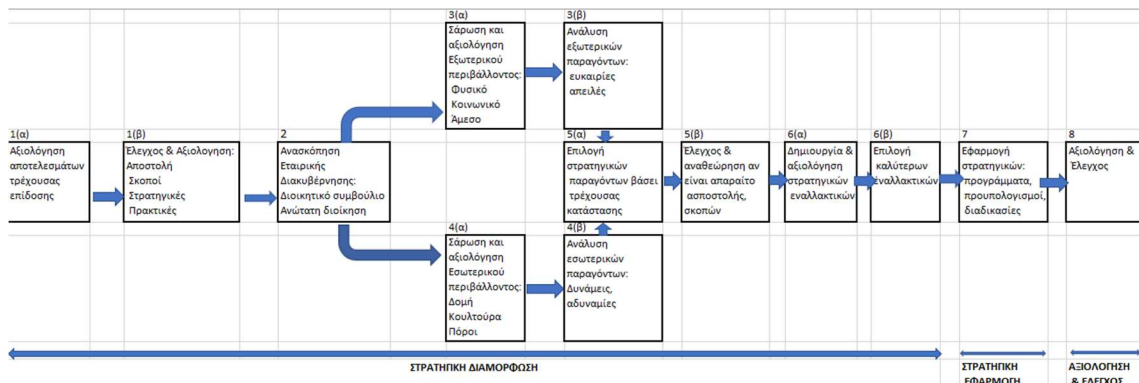 3(α)
Σάρωση και
αξιολόγηση
Εξωτερικού
περιβάλλοντος:
Φυσικό
Κοινωνικό
Άμεσο
3(β)
Ανάλυση
εξωτερικών
παραγόντων:
ευκαιρίες
απειλές
1(α)
Αξιολόγηση
αποτελεσμάτων
τρέχουσας
επίδοσης
1(β)
Έλεγχος & Αξιολογηση:
Αποστολή
Σκοποί
Στρατηγικές
Πρακτικές
2
Ανασκόπηση
Εταιρικής
Διακυβέρνησης:
Διοικητικό συμβούλιο
Ανώτατη διοίκηση
5(α)
Επιλογή
στρατηγικών
παραγόντων βάσει
τρέχουσας
κατάστασης
5(β)
Έλεγχος &
αναθεώρηση αν
είναι απαραίτο
ασποστολής,
σκοπών
6(α)
Δημιουργία &
αξιολόγηση
στρατηγικών
εναλλακτικών
6(β)
Επιλογή
καλύτερων
εναλλακτικών
7
Εφαρμογή
στρατηγικών:
προγράμματα,
προυπολογισμοί,
διαδικασίες
8
Αξιολόγηση &
Έλεγχος
4(α)
Σάρωση και
αξιολόγηση
Εσωτερικού
περιβάλλοντος:
Δομή
Κουλτούρα
Πόροι
4(β)
Ανάλυση
εσωτερικών
παραγόντων:
Δυνάμεις,
αδυναμίες
ΣΤΡΑΤΗΓΙΚΗ ΔΙΑΜΟΡΦΩΣΗ
ΣΤΡΑΤΗΓΙΚΗ
ΕΦΑΡΜΟΓΗ
ΑΞΙΟΛΟΓΗΣΗ
& ΕΛΕΓΧΟΣ